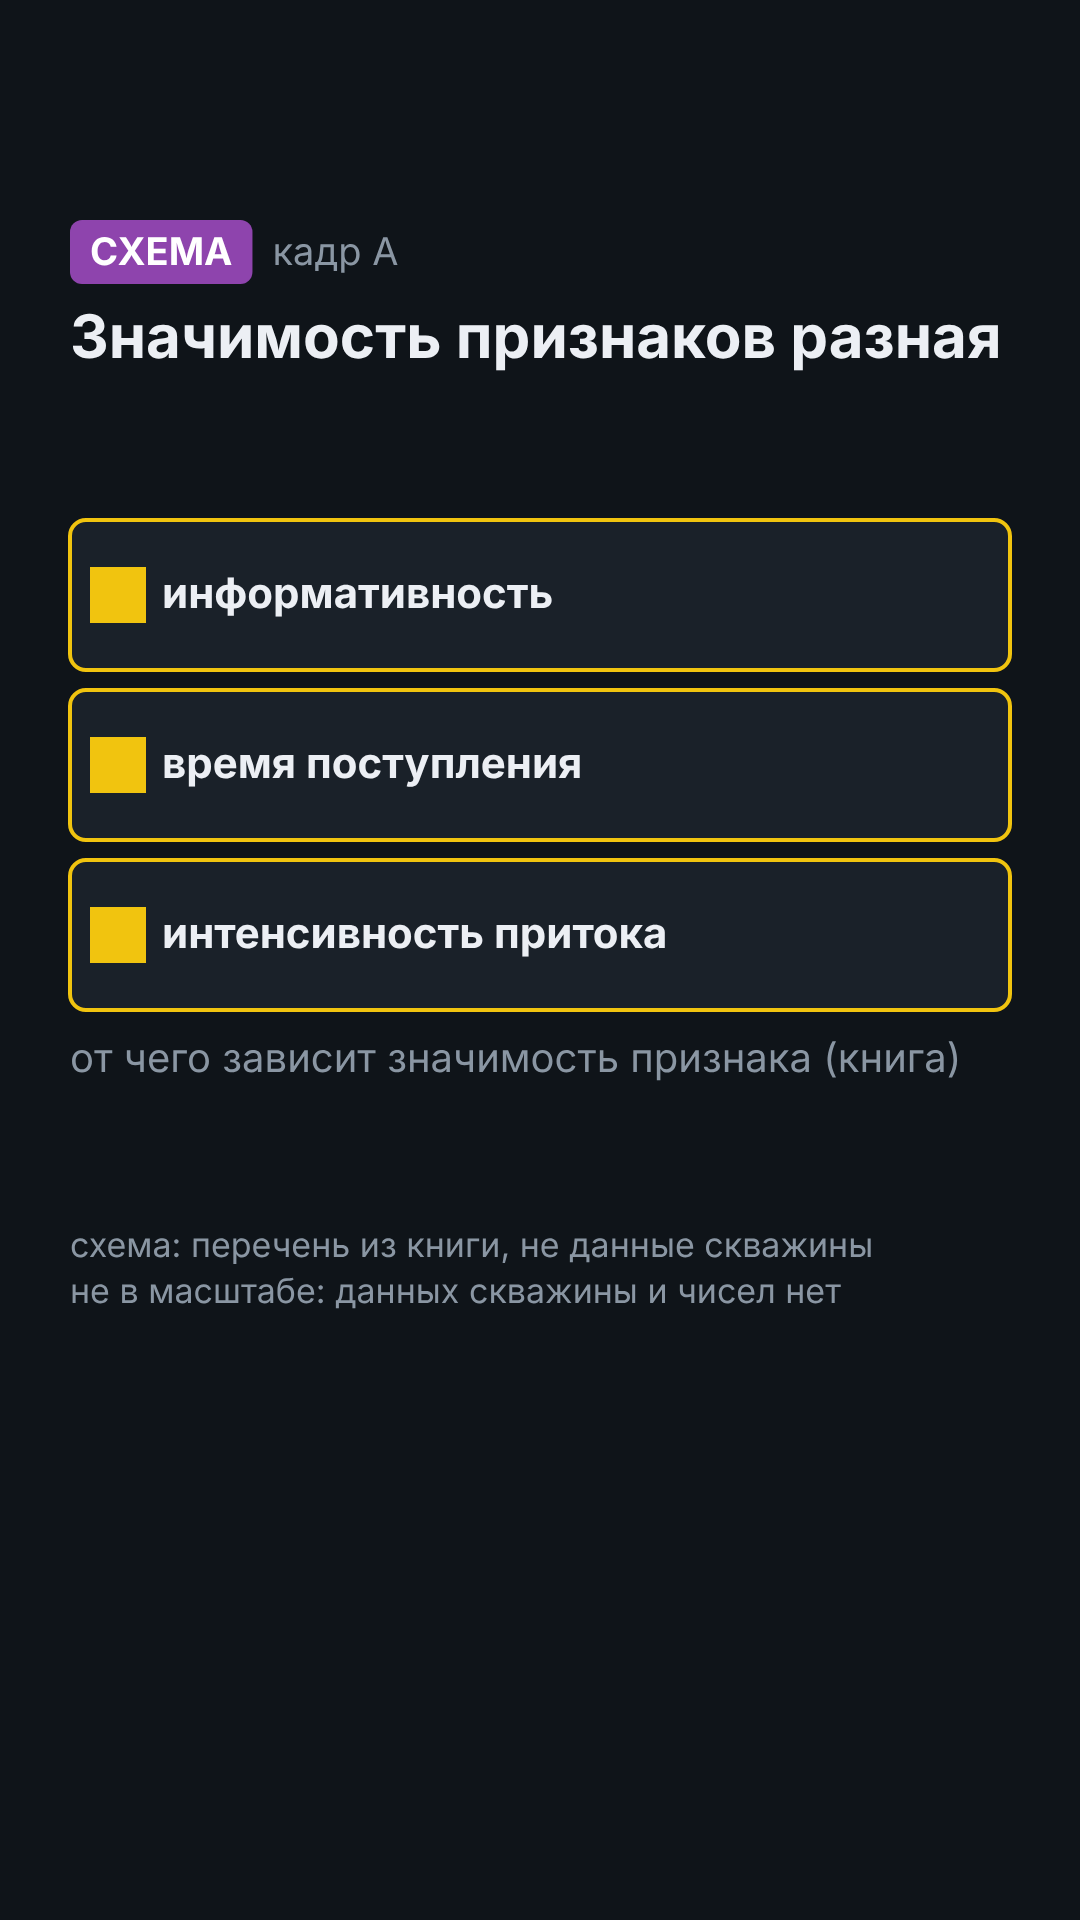 СХЕМА кадр А
Значимость признаков разная
информативность
время поступления
интенсивность притока
от чего зависит значимость признака (книга)
схема: перечень из книги, не данные скважины
не в масштабе: данных скважины и чисел нет